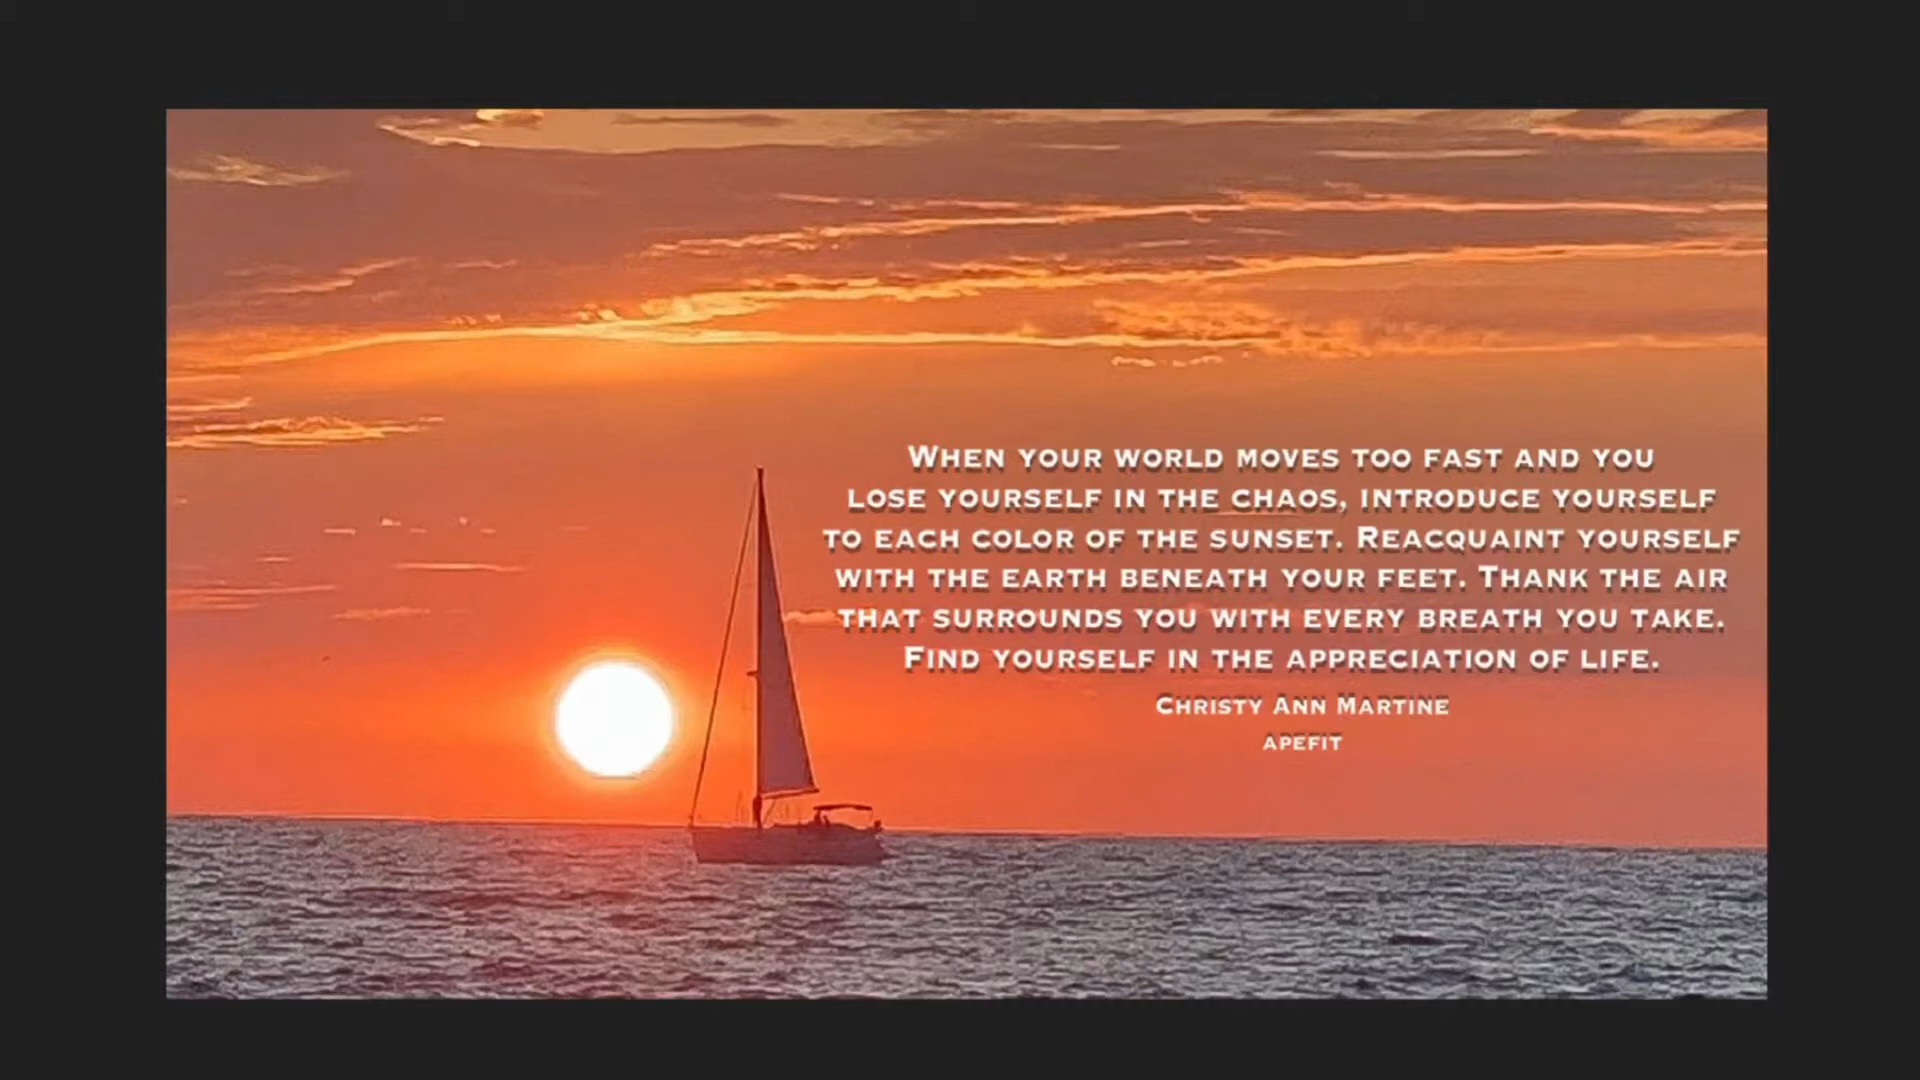 When your world moves too fast and you
lose yourself in the chaos, introduce yourself
to each color of the sunset. Reacquaint yourself
with the earth beneath your feet. Thank the air
that surrounds you with every breath you take.
Find yourself in the appreciation of life.
Christy Ann Martine
apefit